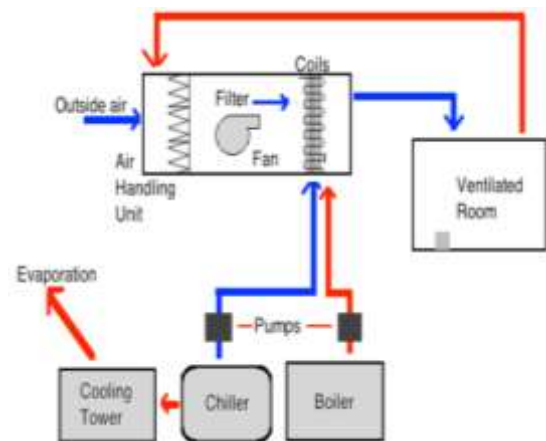 Coils
Outside air
Filter
Fan
Air
Handling
Unit
Ventilated
Room
Evaporation
Pumps
Cooling
Tower
Chiller
Boiler